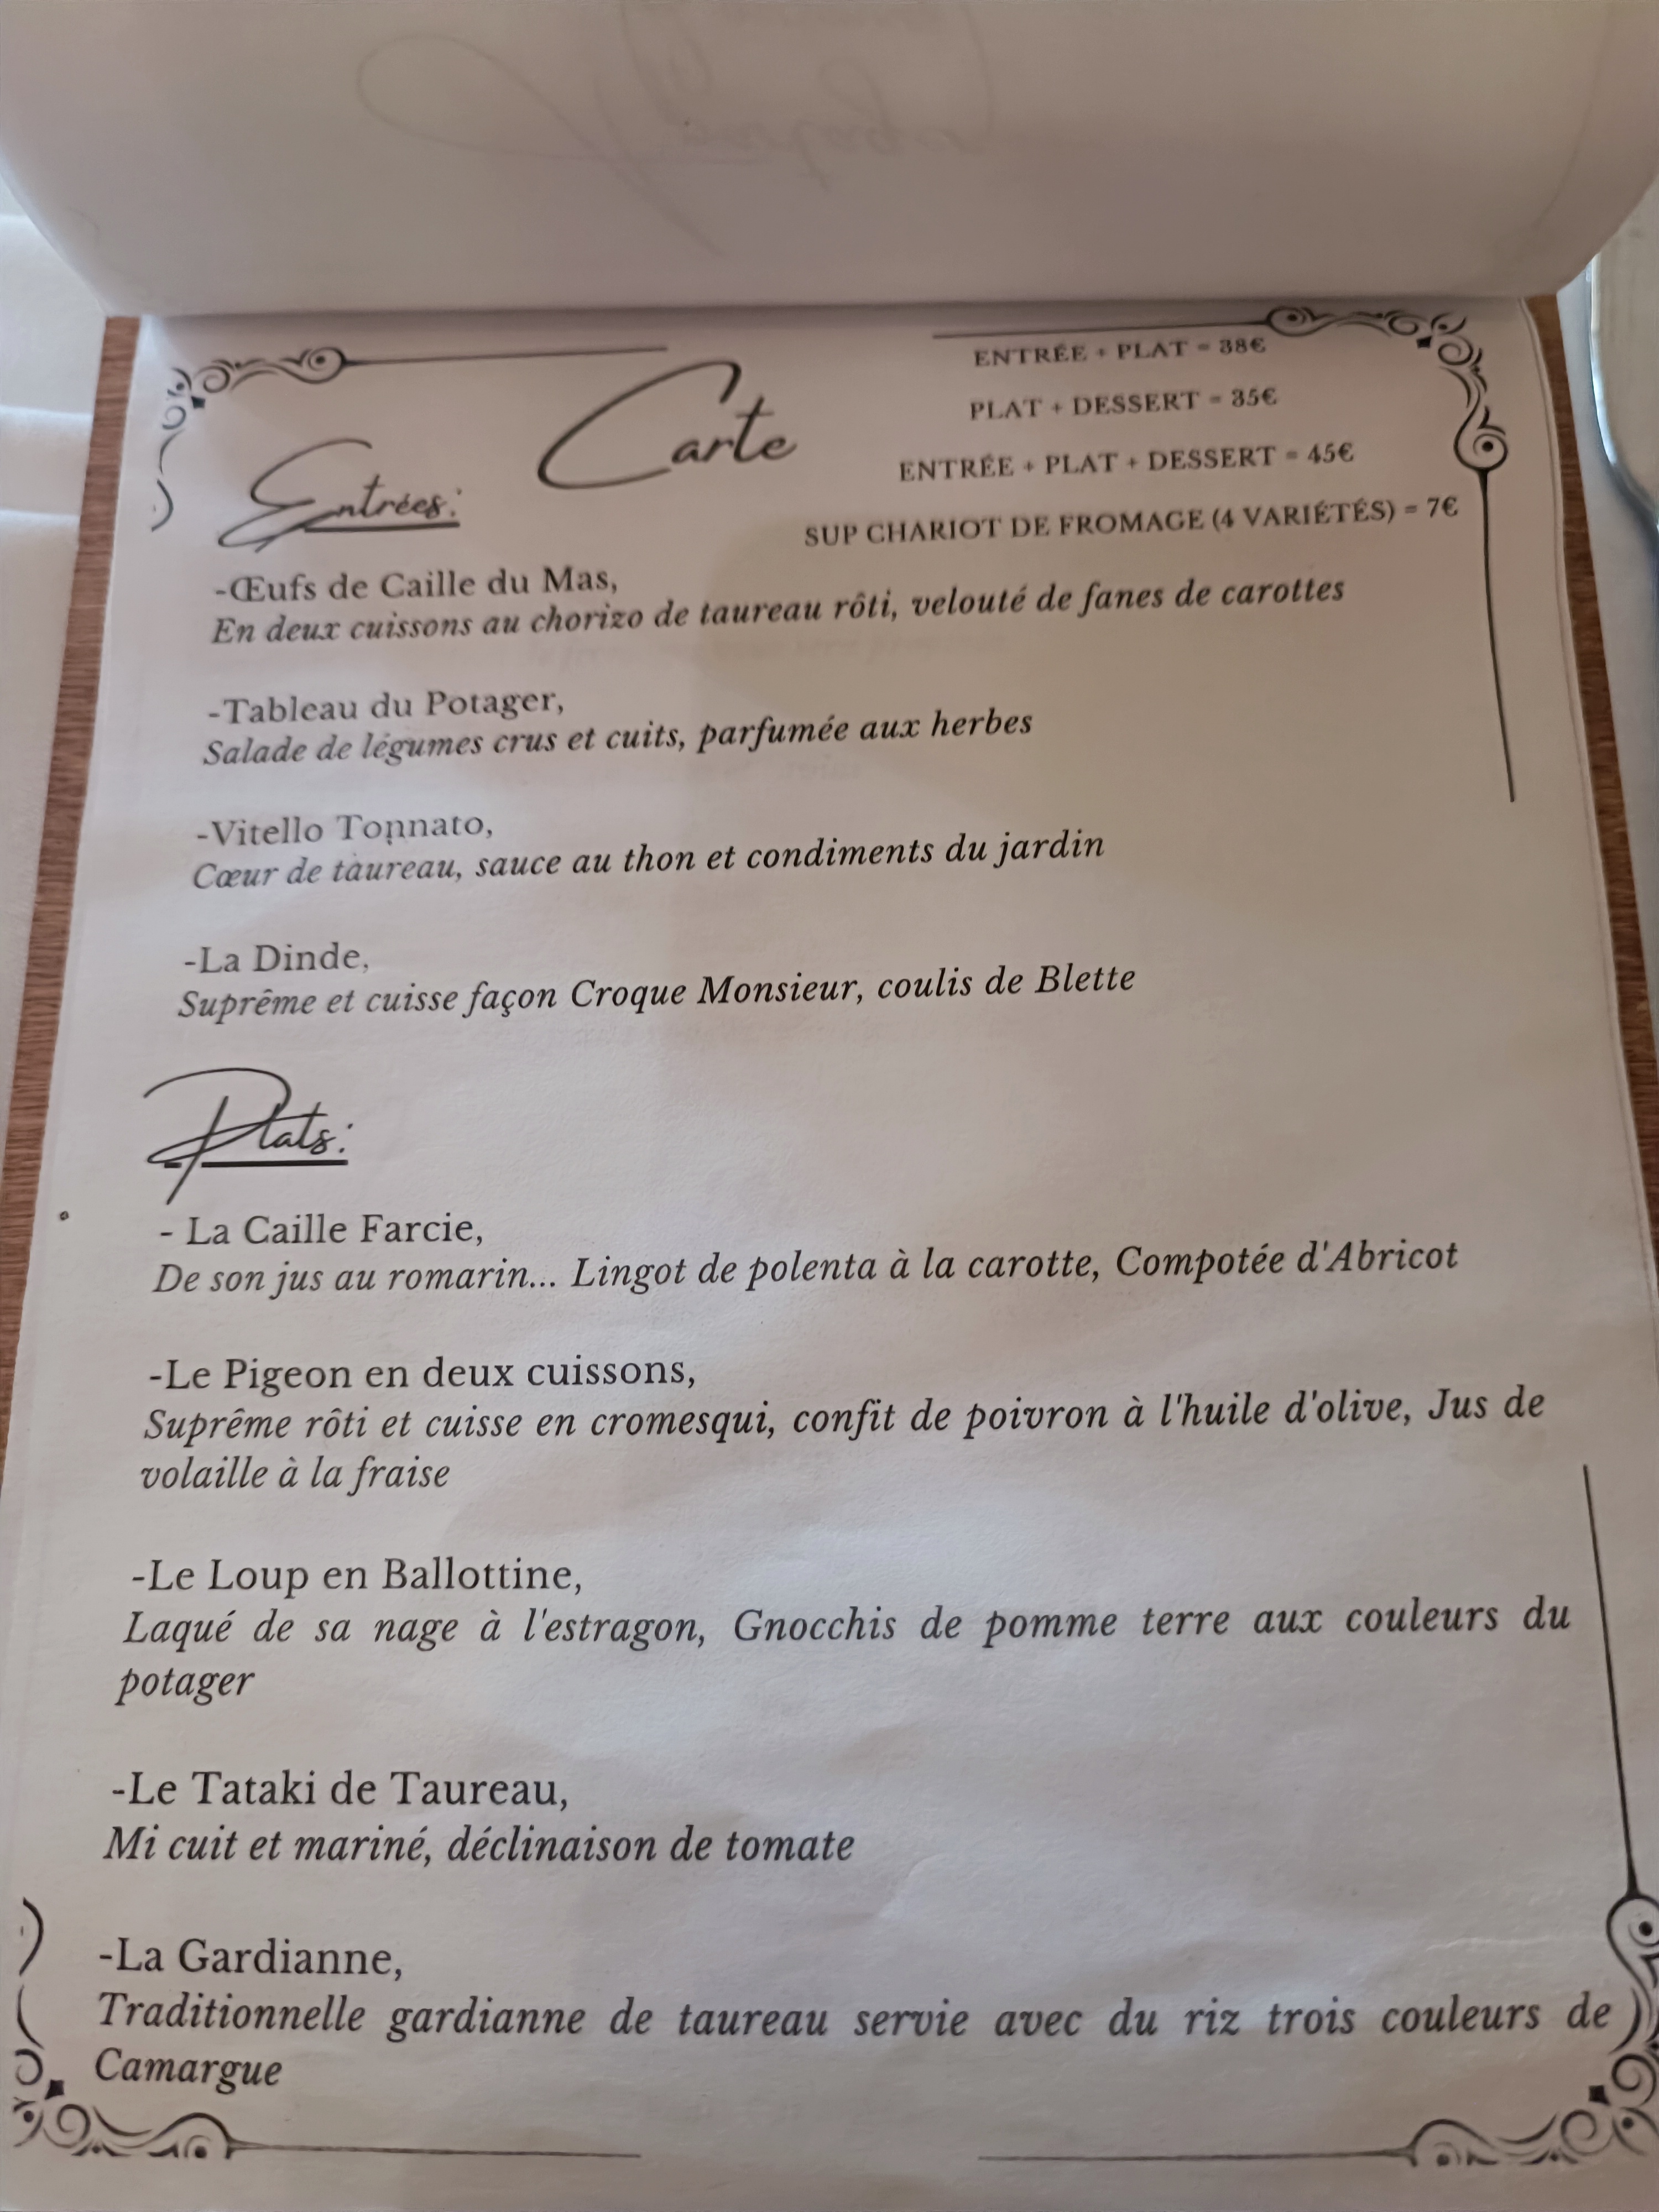 Carte
ENTRÉE + PLAT = 38€
PLAT + DESSERT = 35€
ENTRÉE + PLAT + DESSERT = 45€
SUP CHARIOT DE FROMAGE (4 VARIÉTÉS) = 7€
Entrées:
-Œufs de Caille du Mas,
En deux cuissons au chorizo de taureau rôti, velouté de fanes de carottes
-Tableau du Potager,
Salade de légumes crus et cuits, parfumée aux herbes
-Vitello Tonnato,
Cœur de taureau, sauce au thon et condiments du jardin
-La Dinde,
Suprême et cuisse façon Croque Monsieur, coulis de Blette
Plats:
- La Caille Farcie,
De son jus au romarin... Lingot de polenta à la carotte, Compotée d'Abricot
-Le Pigeon en deux cuissons,
Suprême rôti et cuisse en cromesqui, confit de poivron à l'huile d'olive, Jus de
volaille à la fraise
-Le Loup en Ballottine,
Laqué de sa nage à l'estragon, Gnocchis de pomme terre aux couleurs du
potager
-Le Tataki de Taureau,
Mi cuit et mariné, déclinaison de tomate
-La Gardianne,
Traditionnelle gardianne de taureau servie avec du riz trois couleurs de
Camargue